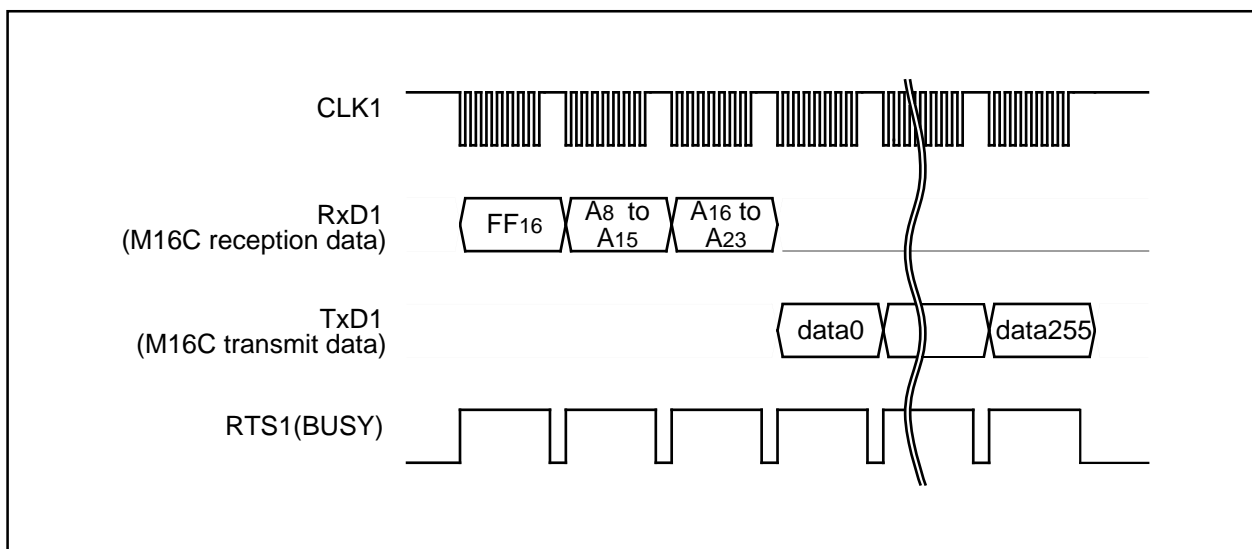 CLK1
RxD1
(M16C reception data)
FF16
A8 to
A15
A16 to
A23
TxD1
(M16C transmit data)
data0
data255
RTS1(BUSY)